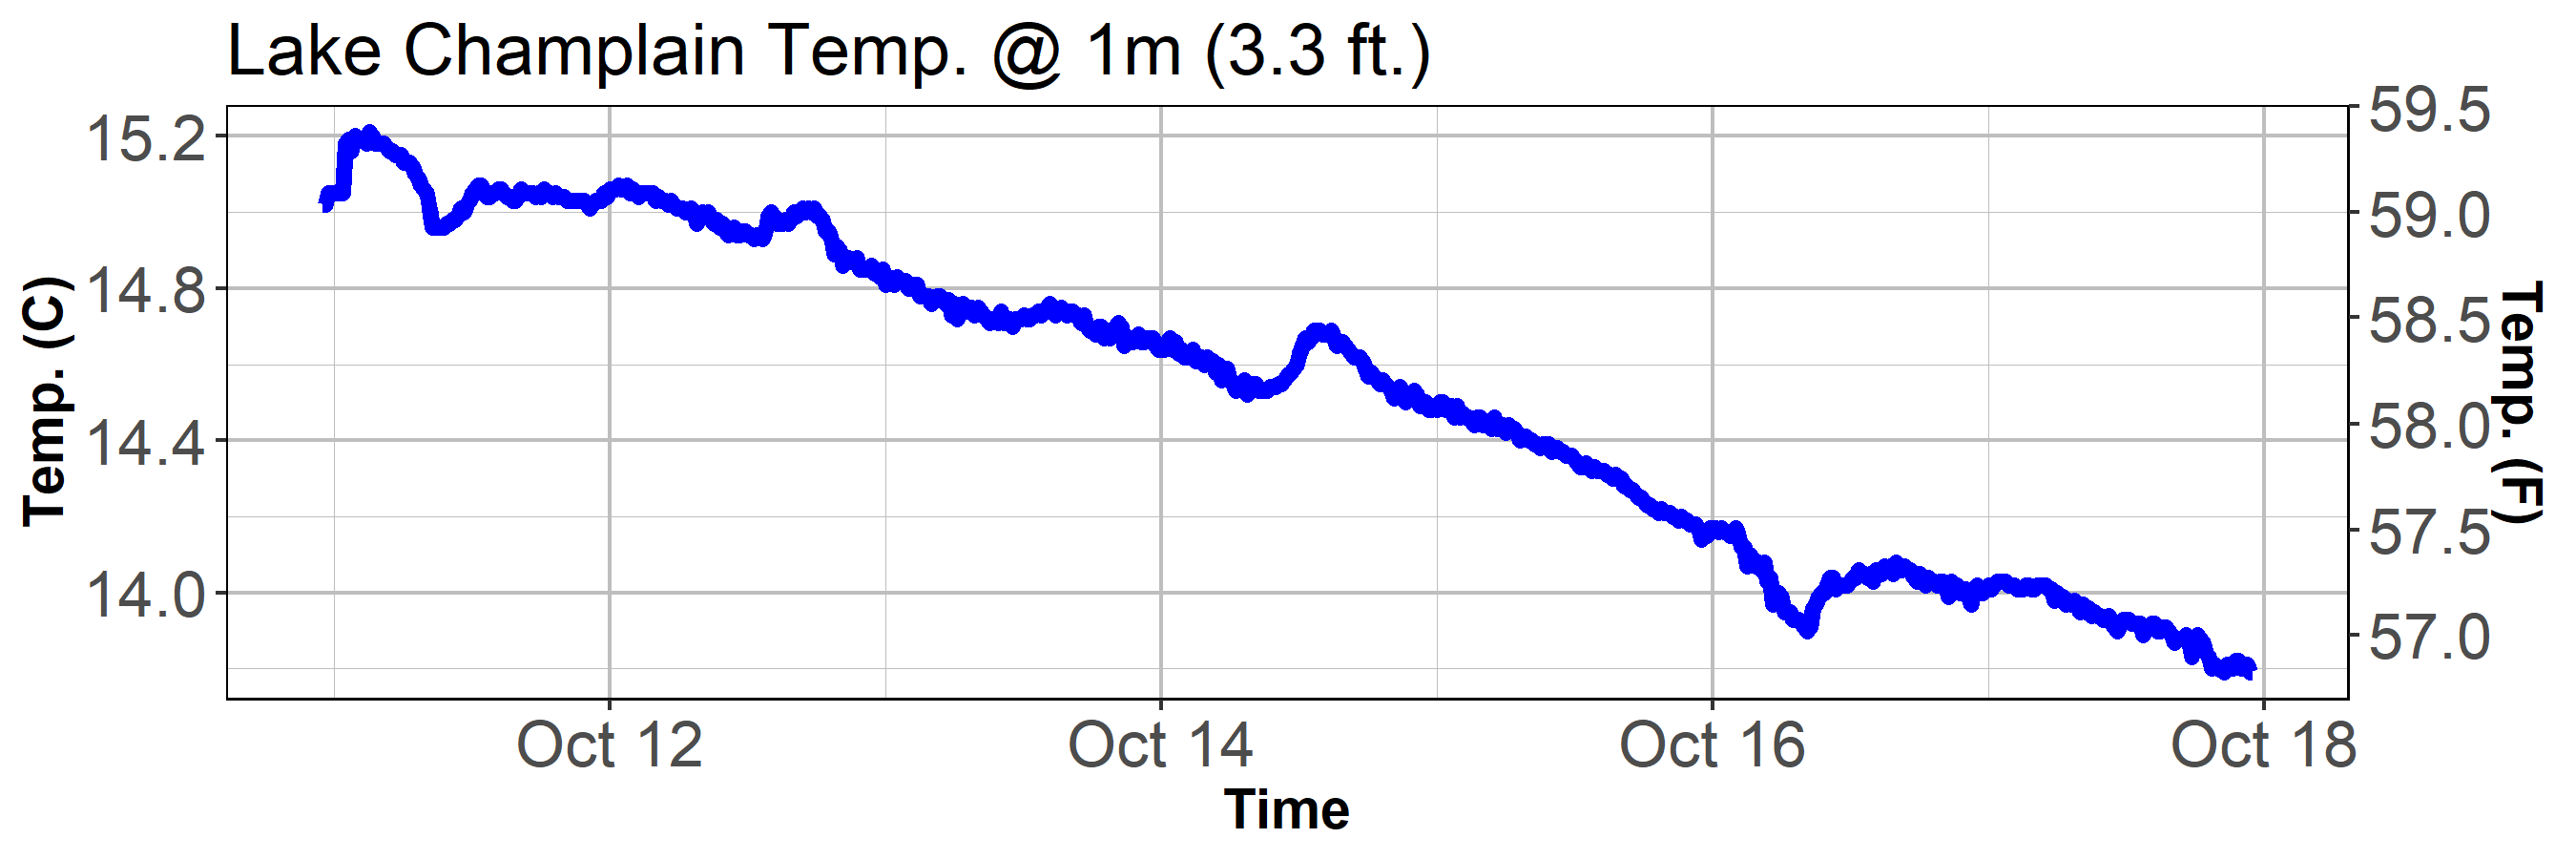 Lake Champlain Temp. @ 1m (3.3 ft.)
Temp. (C)
15.2
14.8
14.4
14.0
59.5
59.0
58.5
58.0
57.5
57.0
Temp. (F)
Oct 12 Oct 14 Oct 16 Oct 18
Time